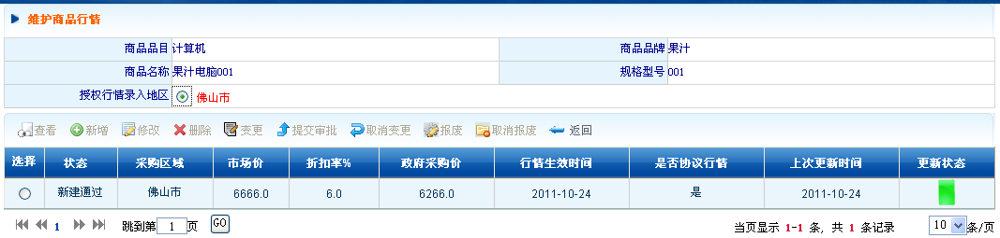 维护商品行情
商品品目 计算机 商品品牌 果汁
商品名称 果汁电脑001 规格型号 001
授权行情录入地区 佛山市
查看 新增 修改 删除 变更 提交审批 取消变更 报废 取消报废 返回
选择 状态 采购区域 市场价 折扣率% 政府采购价 行情生效时间 是否协议行情 上次更新时间 更新状态
新建通过 佛山市 6666.0 6.0 6266.0 2011-10-24 是 2011-10-24
1 跳到第 1 页 GO 当页显示 1-1 条, 共 1 条记录 10 条/页